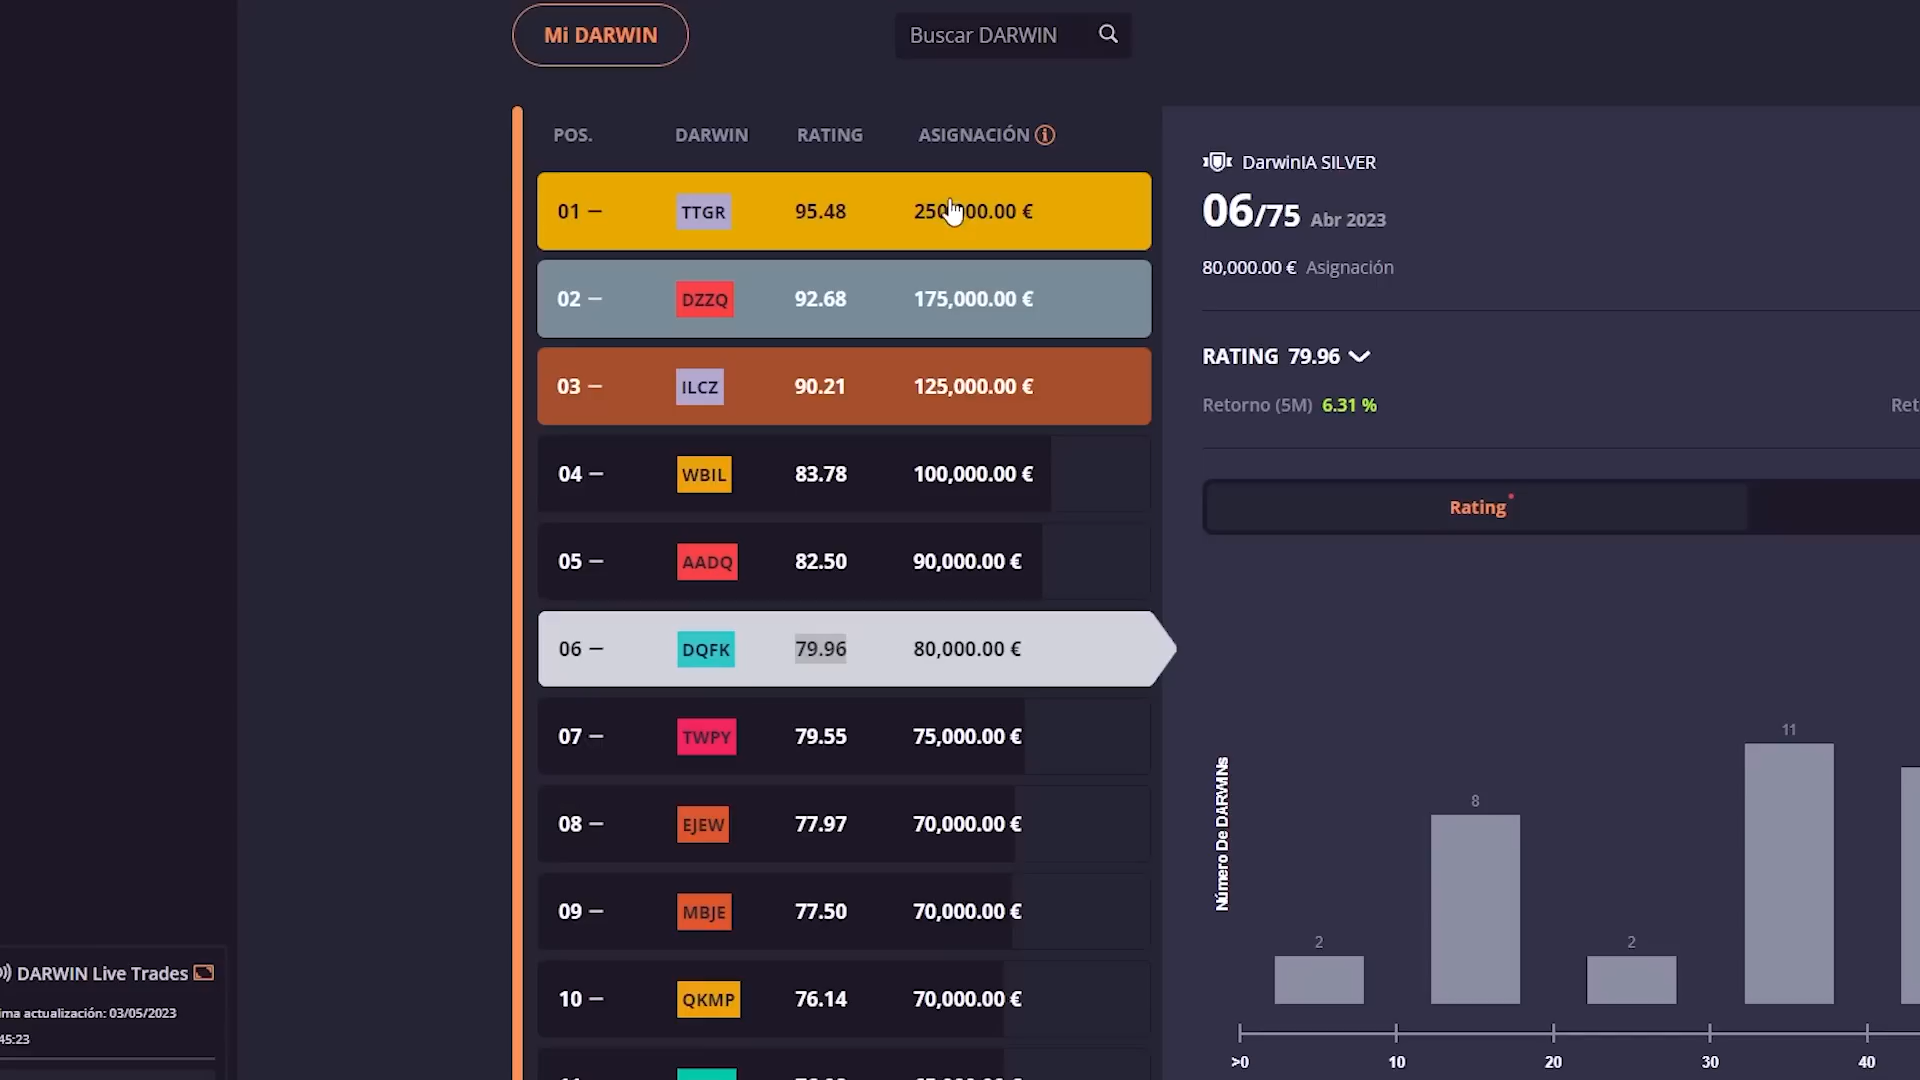 Mi DARWIN
Buscar DARWIN
POS. DARWIN RATING ASIGNACIÓN
01 — TTGR 95.48 000.00 €
02 — DZZQ 92.68 175,000.00 €
03 — ILCZ 90.21 125,000.00 €
04 — WBIL 83.78 100,000.00 €
05 — AADQ 82.50 90,000.00 €
06 — DQFK 79.96 80,000.00 €
07 — TWPY 79.55 75,000.00 €
08 — EJEW 77.97 70,000.00 €
09 — MBJE 77.50 70,000.00 €
10 — QKMP 76.14 70,000.00 €
DarwinIA SILVER
06/75 Abr 2023
80,000.00 € Asignación
RATING 79.96
Retorno (5M) 6.31 %
Ret
Rating
Número De DARWINs
2
8
2
11
>0 10 20 30 40
DARWIN Live Trades
ima actualización: 03/05/2023
45:23